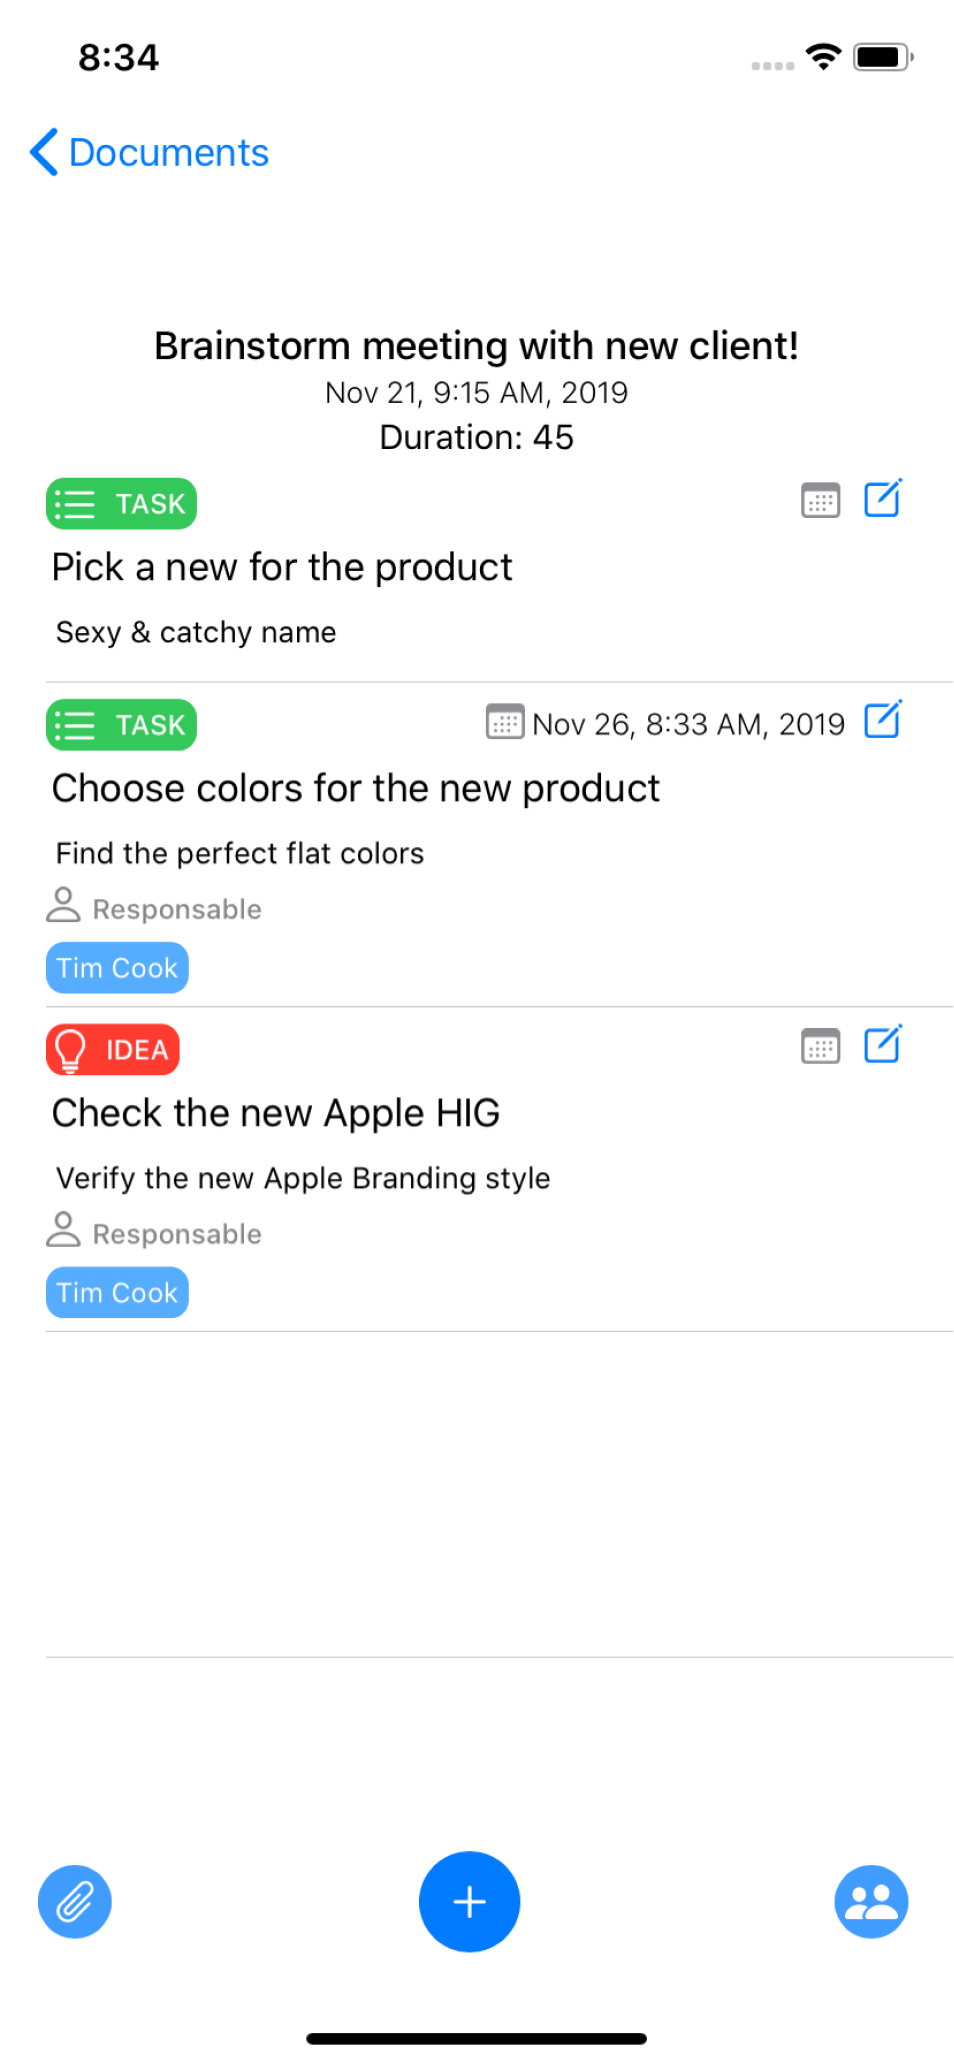 8:34
Documents
Brainstorm meeting with new client!
Nov 21, 9:15 AM, 2019
Duration: 45
TASK
Pick a new for the product
Sexy & catchy name
TASK
Nov 26, 8:33 AM, 2019
Choose colors for the new product
Find the perfect flat colors
Responsable
Tim Cook
IDEA
Check the new Apple HIG
Verify the new Apple Branding style
Responsable
Tim Cook